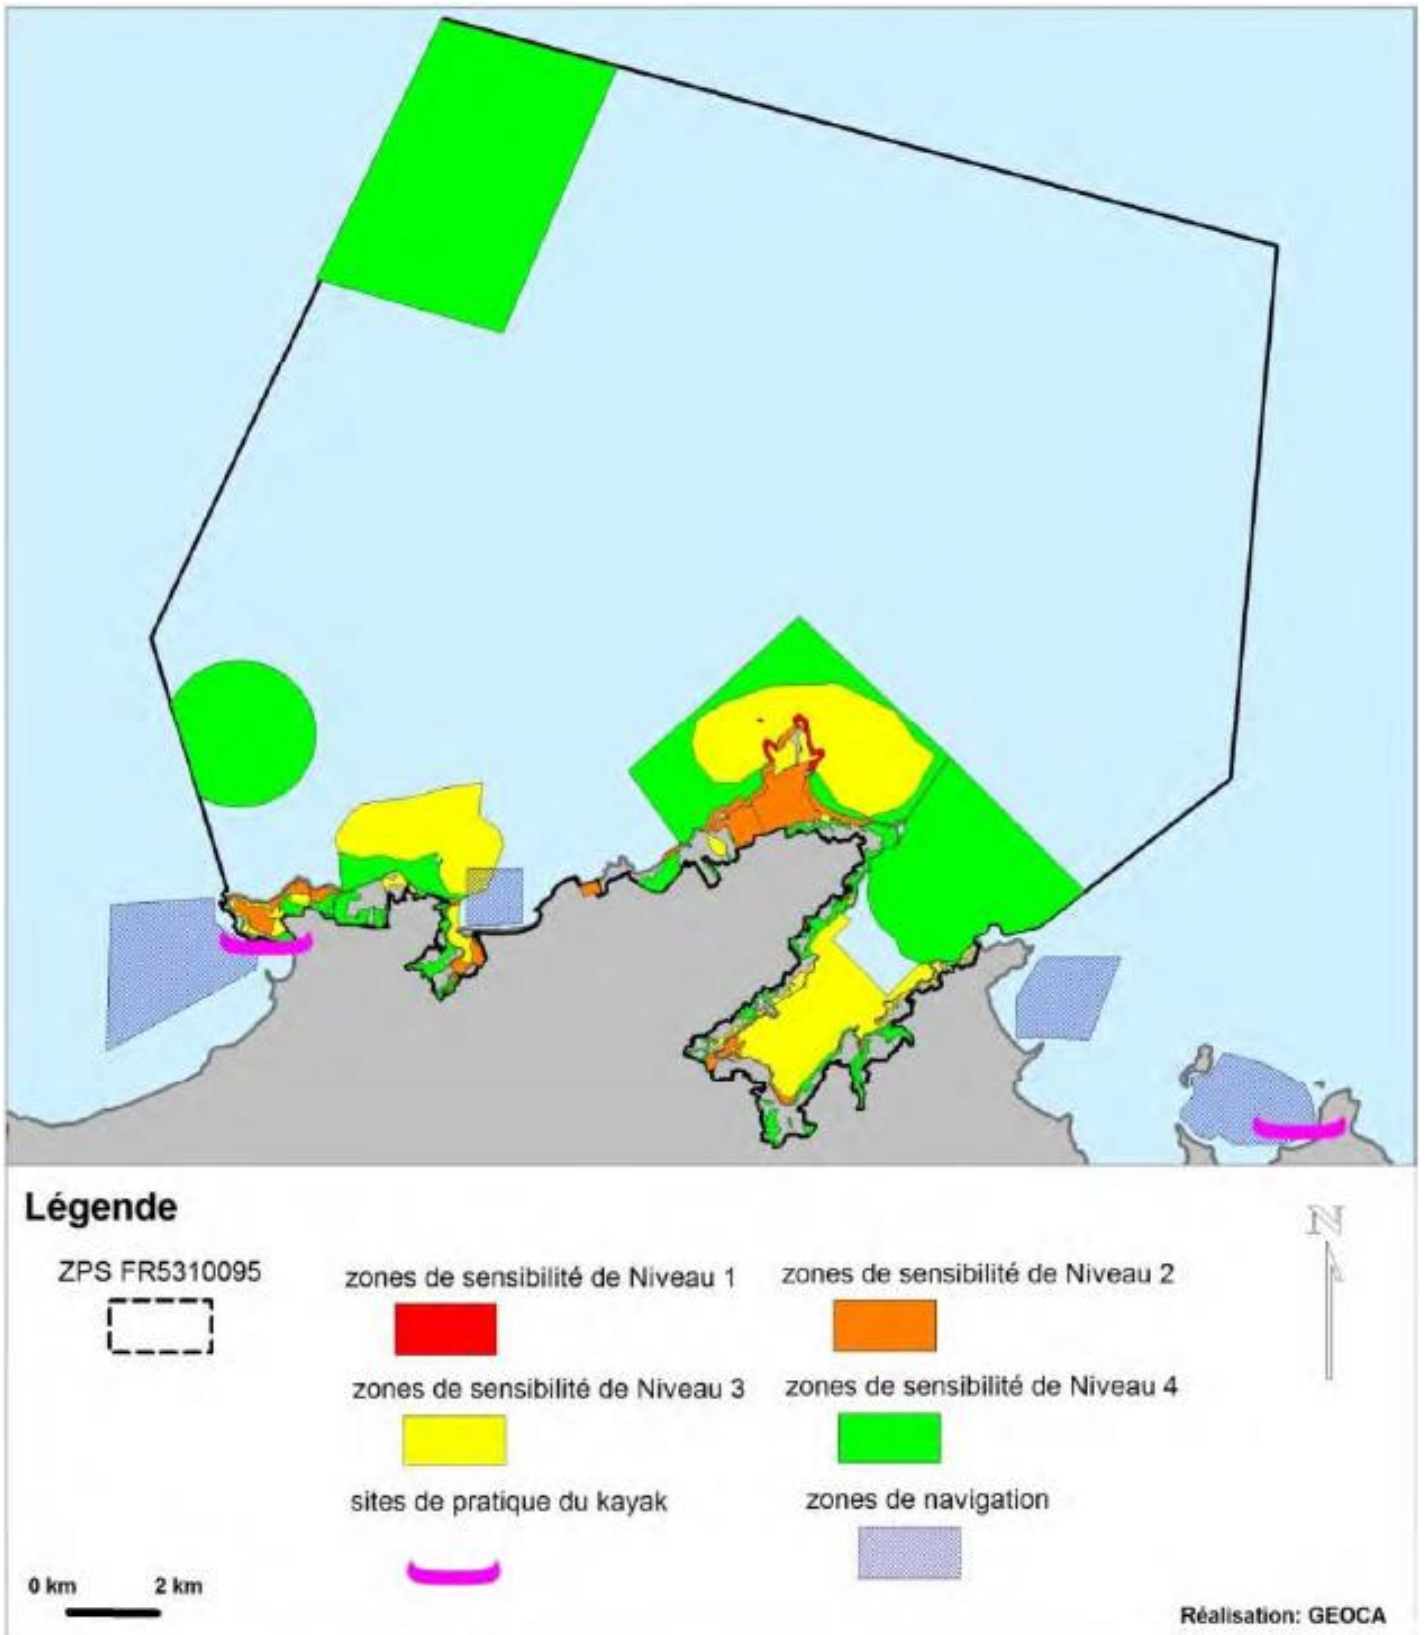 Légende
N
ZPS FR5310095
zones de sensibilité de Niveau 1
zones de sensibilité de Niveau 2
zones de sensibilité de Niveau 3
zones de sensibilité de Niveau 4
sites de pratique du kayak
zones de navigation
0 km 2 km
Réalisation: GEOCA